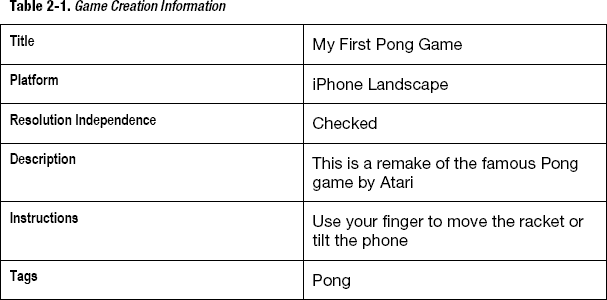 Table 2-1. Game Creation Information
Title
My First Pong Game
Platform
iPhone Landscape
Resolution Independence
Checked
Description
This is a remake of the famous Pong
game by Atari
Instructions
Use your finger to move the racket or
tilt the phone
Tags
Pong